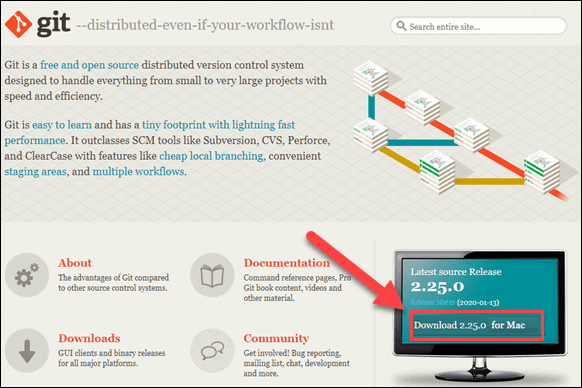 git --distributed-even-if-your-workflow-isnt
Search entire site...
Git is a free and open source distributed version control system
designed to handle everything from small to very large projects with
speed and efficiency.
Git is easy to learn and has a tiny footprint with lightning fast
performance. It outclasses SCM tools like Subversion, CVS, Perforce,
and ClearCase with features like cheap local branching, convenient
staging areas, and multiple workflows.
About
The advantages of Git compared
to other source control systems.
Documentation
Command reference pages, Pro
Git book content, videos and
other material.
Downloads
GUI clients and binary releases
for all major platforms.
Community
Get involved! Bug reporting,
mailing list, chat, development
and more.
Latest source Release
2.25.0
Release Notes (2020-01-13)
Download 2.25.0 for Mac